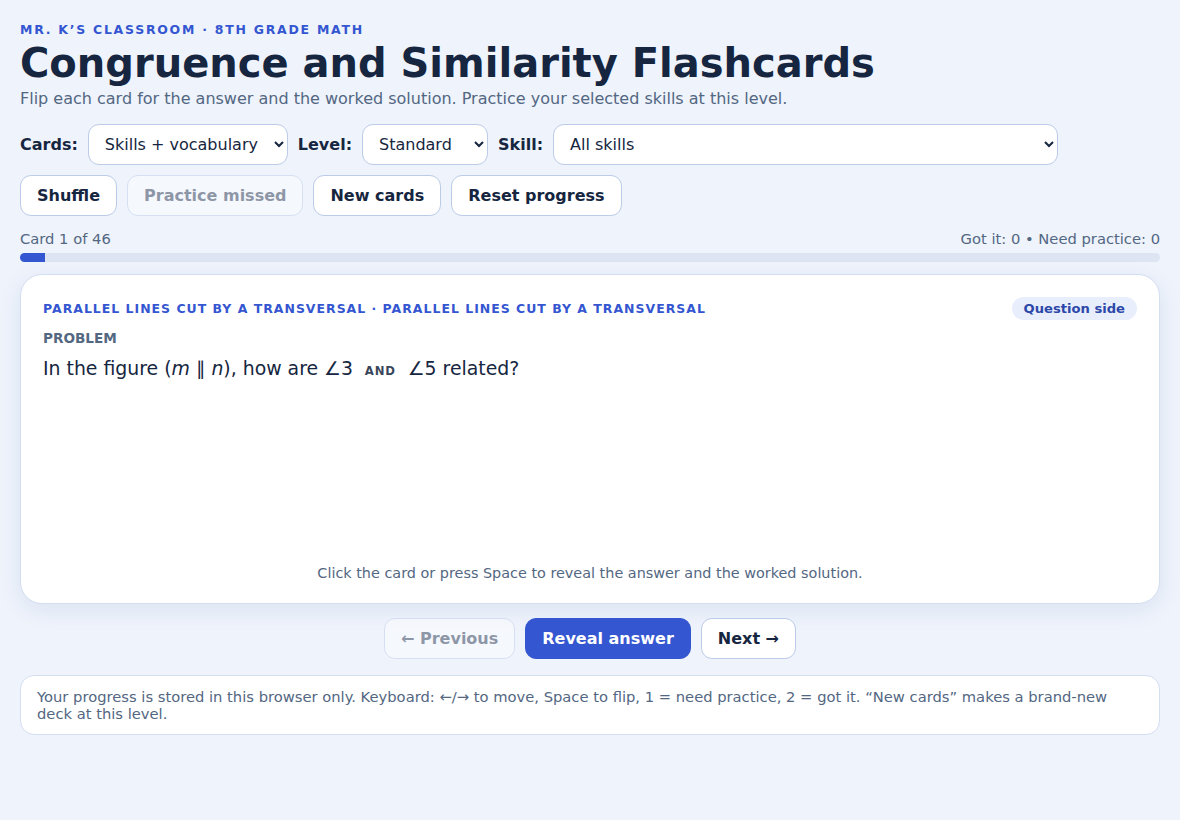 MR. K’S CLASSROOM · 8TH GRADE MATH
Congruence and Similarity Flashcards
Flip each card for the answer and the worked solution. Practice your selected skills at this level.
Cards: Skills + vocabulary Level: Standard Skill: All skills
Shuffle Practice missed New cards Reset progress
Card 1 of 46 Got it: 0 • Need practice: 0
PARALLEL LINES CUT BY A TRANSVERSAL · PARALLEL LINES CUT BY A TRANSVERSAL Question side
PROBLEM
In the figure (m ∥ n), how are ∠3 AND ∠5 related?
Click the card or press Space to reveal the answer and the worked solution.
← Previous Reveal answer Next →
Your progress is stored in this browser only. Keyboard: ←/→ to move, Space to flip, 1 = need practice, 2 = got it. “New cards” makes a brand-new
deck at this level.